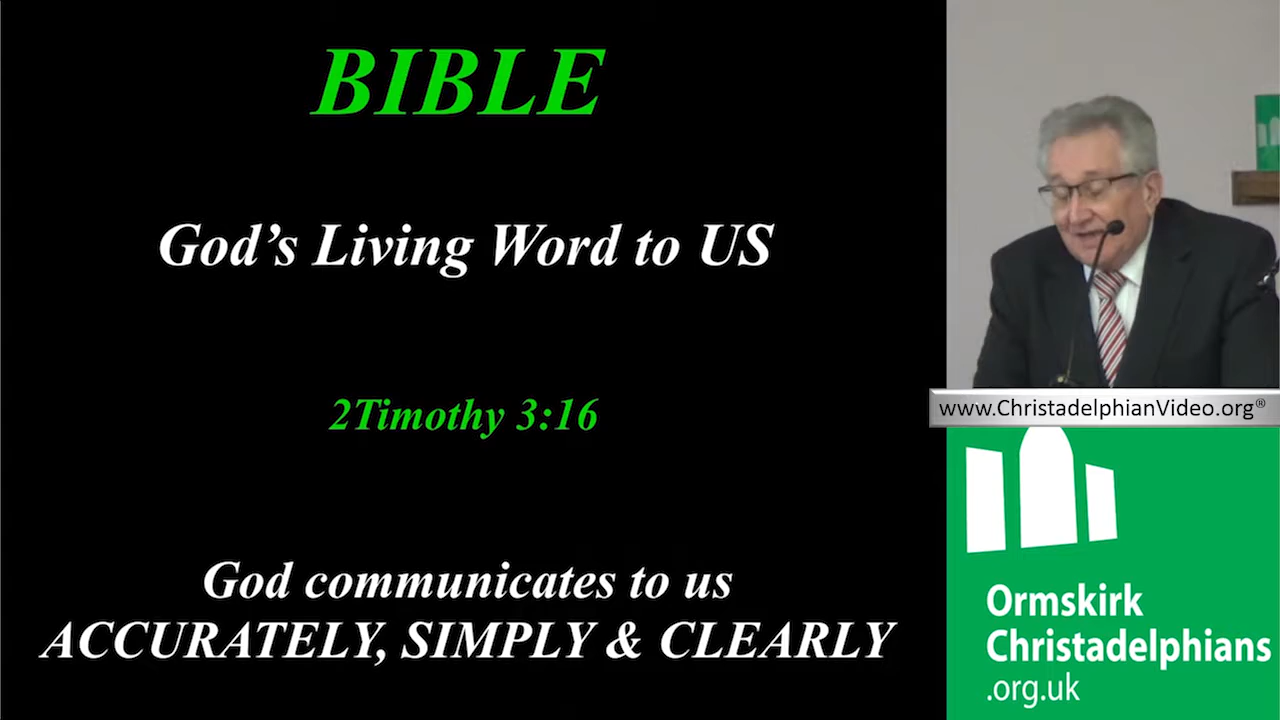 BIBLE
God’s Living Word to US
2Timothy 3:16
God communicates to us
ACCURATELY, SIMPLY & CLEARLY
www.ChristadelphianVideo.org®
Ormskirk
Christadelphians
.org.uk